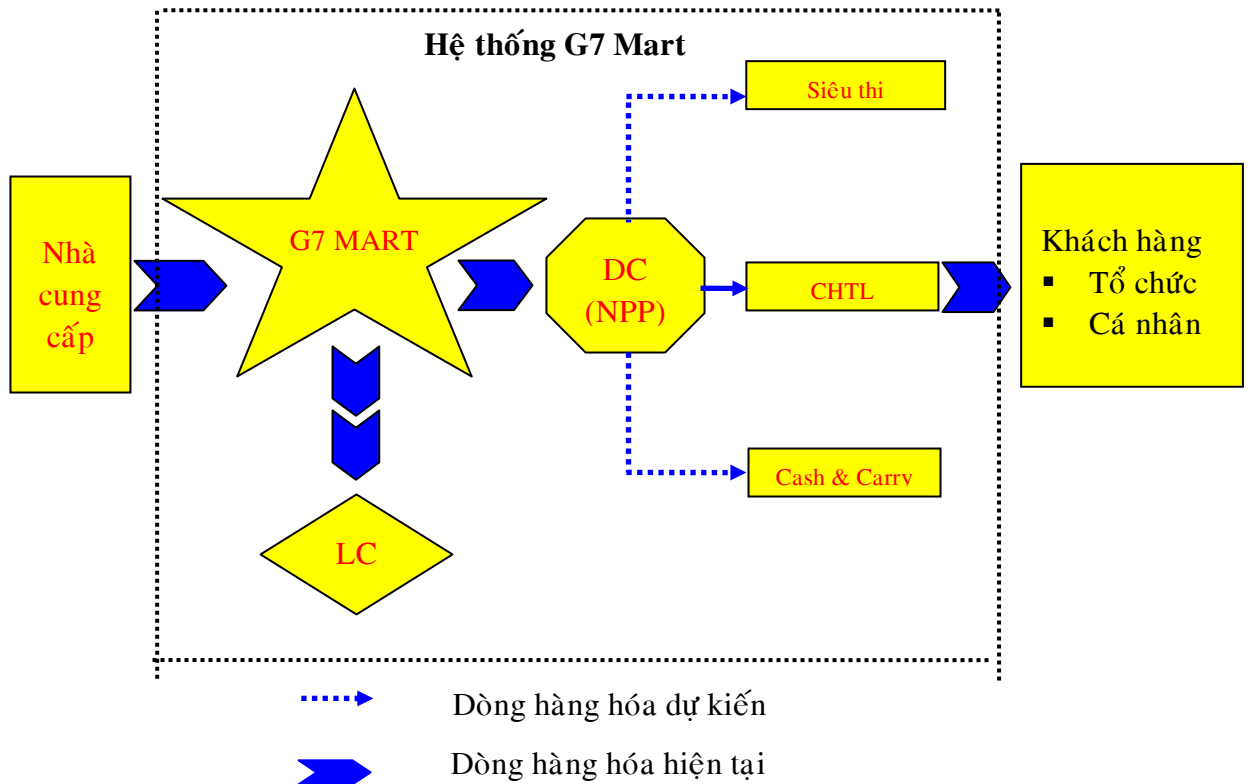 Hệ thống G7 Mart
Siêu thi
Nhà
cung
cấp
G7 MART
DC
(NPP)
CHTL
Khách hàng
▪ Tổ chức
▪ Cá nhân
Cash & Carry
LC
Dòng hàng hóa dự kiến
Dòng hàng hóa hiện tại